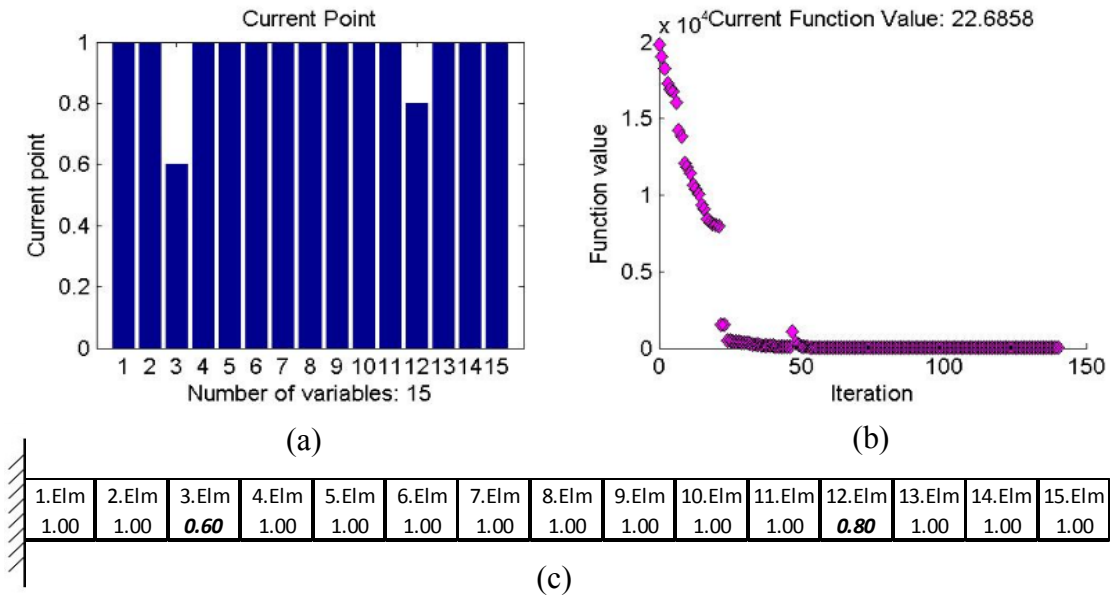 Current Point
1
0.8
0.6
0.4
0.2
0
Current point
1 2 3 4 5 6 7 8 9 10 11 12 13 14 15
Number of variables: 15
(a)
x 10^4 Current Function Value: 22.6858
2
1.5
1
0.5
0
Function value
0 50 100 150
Iteration
(b)
1.Elm 2.Elm 3.Elm 4.Elm 5.Elm 6.Elm 7.Elm 8.Elm 9.Elm 10.Elm 11.Elm 12.Elm 13.Elm 14.Elm 15.Elm
1.00 1.00 0.60 1.00 1.00 1.00 1.00 1.00 1.00 1.00 1.00 0.80 1.00 1.00 1.00
(c)